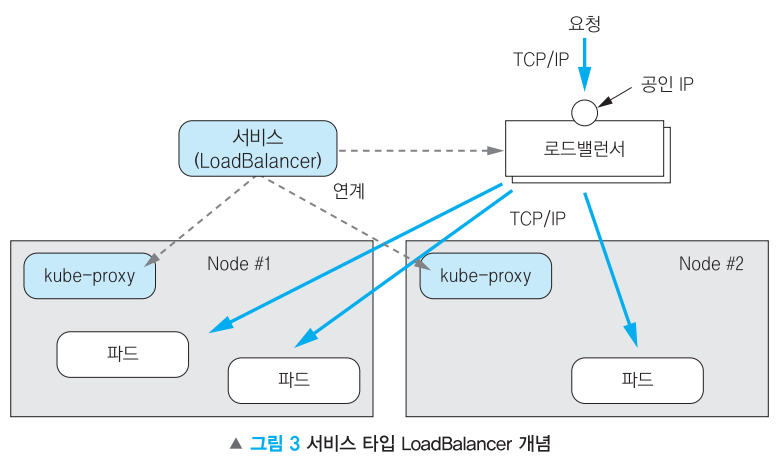 요청
TCP/IP
공인 IP
서비스
(LoadBalancer)
로드밸런서
연계
TCP/IP
kube-proxy
Node #1
kube-proxy
Node #2
파드
파드
파드
▲ 그림 3 서비스 타입 LoadBalancer 개념